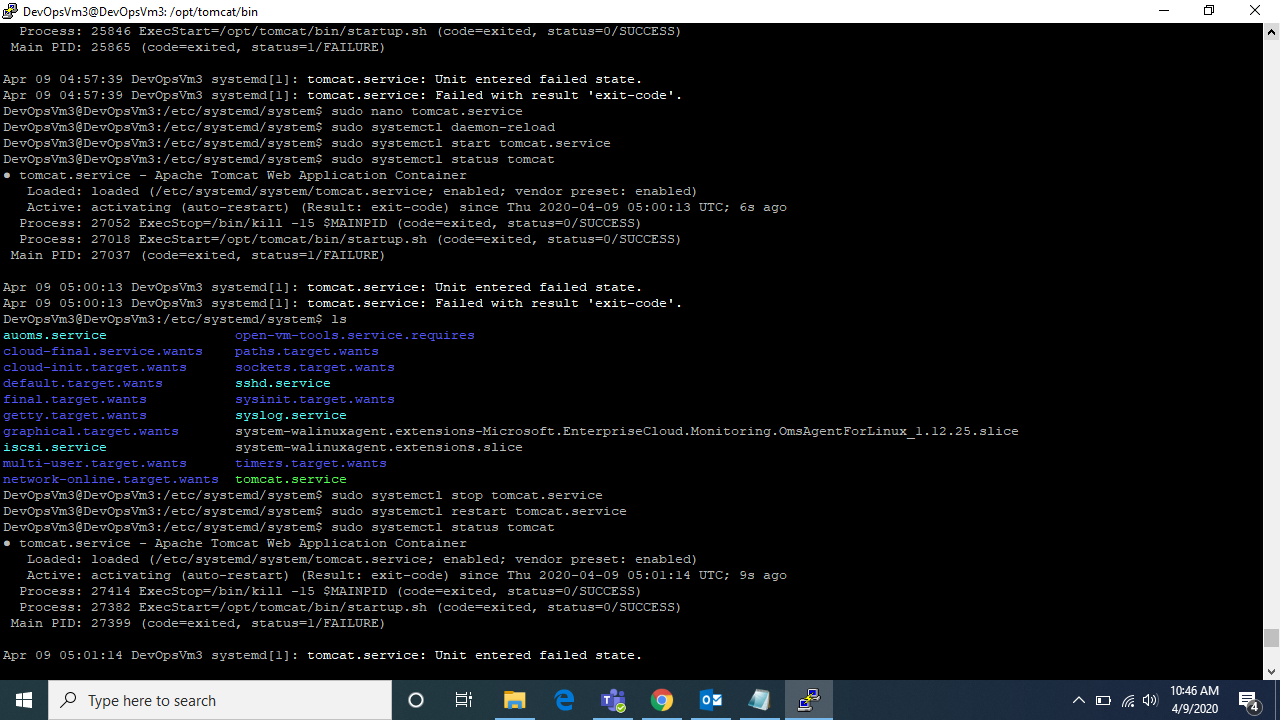 DevOpsVm3@DevOpsVm3: /opt/tomcat/bin
Process: 25846 ExecStart=/opt/tomcat/bin/startup.sh (code=exited, status=0/SUCCESS)
Main PID: 25865 (code=exited, status=1/FAILURE)
Apr 09 04:57:39 DevOpsVm3 systemd[1]: tomcat.service: Unit entered failed state.
Apr 09 04:57:39 DevOpsVm3 systemd[1]: tomcat.service: Failed with result 'exit-code'.
DevOpsVm3@DevOpsVm3:/etc/systemd/system$ sudo nano tomcat.service
DevOpsVm3@DevOpsVm3:/etc/systemd/system$ sudo systemctl daemon-reload
DevOpsVm3@DevOpsVm3:/etc/systemd/system$ sudo systemctl start tomcat.service
DevOpsVm3@DevOpsVm3:/etc/systemd/system$ sudo systemctl status tomcat
● tomcat.service - Apache Tomcat Web Application Container
Loaded: loaded (/etc/systemd/system/tomcat.service; enabled; vendor preset: enabled)
Active: activating (auto-restart) (Result: exit-code) since Thu 2020-04-09 05:00:13 UTC; 6s ago
Process: 27052 ExecStop=/bin/kill -15 $MAINPID (code=exited, status=0/SUCCESS)
Process: 27018 ExecStart=/opt/tomcat/bin/startup.sh (code=exited, status=0/SUCCESS)
Main PID: 27037 (code=exited, status=1/FAILURE)
Apr 09 05:00:13 DevOpsVm3 systemd[1]: tomcat.service: Unit entered failed state.
Apr 09 05:00:13 DevOpsVm3 systemd[1]: tomcat.service: Failed with result 'exit-code'.
DevOpsVm3@DevOpsVm3:/etc/systemd/system$ ls
auoms.service open-vm-tools.service.requires
cloud-final.service.wants paths.target.wants
cloud-init.target.wants sockets.target.wants
default.target.wants sshd.service
final.target.wants sysinit.target.wants
getty.target.wants syslog.service
graphical.target.wants system-walinuxagent.extensions-Microsoft.EnterpriseCloud.Monitoring.OmsAgentForLinux_1.12.25.slice
iscsi.service system-walinuxagent.extensions.slice
multi-user.target.wants timers.target.wants
network-online.target.wants tomcat.service
DevOpsVm3@DevOpsVm3:/etc/systemd/system$ sudo systemctl stop tomcat.service
DevOpsVm3@DevOpsVm3:/etc/systemd/system$ sudo systemctl restart tomcat.service
DevOpsVm3@DevOpsVm3:/etc/systemd/system$ sudo systemctl status tomcat
● tomcat.service - Apache Tomcat Web Application Container
Loaded: loaded (/etc/systemd/system/tomcat.service; enabled; vendor preset: enabled)
Active: activating (auto-restart) (Result: exit-code) since Thu 2020-04-09 05:01:14 UTC; 9s ago
Process: 27414 ExecStop=/bin/kill -15 $MAINPID (code=exited, status=0/SUCCESS)
Process: 27382 ExecStart=/opt/tomcat/bin/startup.sh (code=exited, status=0/SUCCESS)
Main PID: 27399 (code=exited, status=1/FAILURE)
Apr 09 05:01:14 DevOpsVm3 systemd[1]: tomcat.service: Unit entered failed state.
Type here to search
10:46 AM
4/9/2020
4